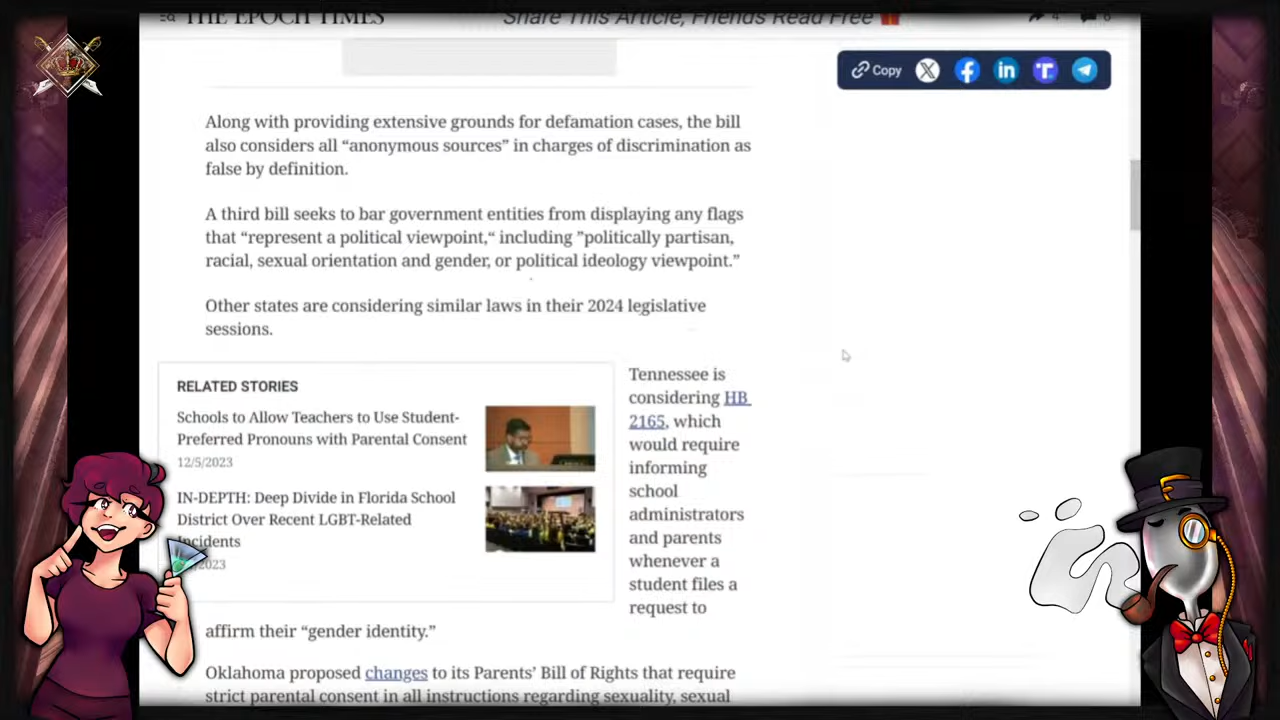 THE EPOCH TIMES
Share This Article, Friends Read Free
4
6
Copy
Along with providing extensive grounds for defamation cases, the bill
also considers all “anonymous sources” in charges of discrimination as
false by definition.
A third bill seeks to bar government entities from displaying any flags
that “represent a political viewpoint,“ including ”politically partisan,
racial, sexual orientation and gender, or political ideology viewpoint.”
Other states are considering similar laws in their 2024 legislative
sessions.
RELATED STORIES
Schools to Allow Teachers to Use Student-
Preferred Pronouns with Parental Consent
12/5/2023
IN-DEPTH: Deep Divide in Florida School
District Over Recent LGBT-Related
Incidents
/2023
Tennessee is
considering HB
2165, which
would require
informing
school
administrators
and parents
whenever a
student files a
request to
affirm their “gender identity.”
Oklahoma proposed changes to its Parents’ Bill of Rights that require
strict parental consent in all instructions regarding sexuality, sexual